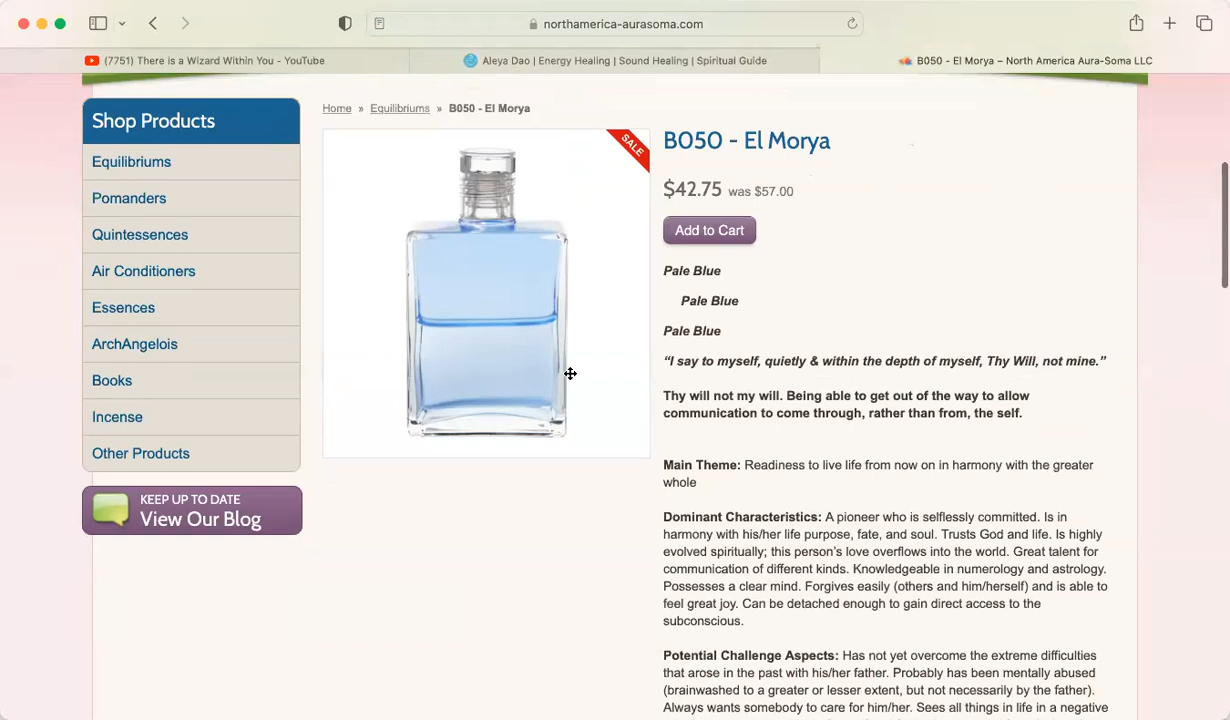 northamerica-aurasoma.com
(7751) There is a Wizard Within You - YouTube
Aleya Dao | Energy Healing | Sound Healing | Spiritual Guide
B050 - El Morya – North America Aura-Soma LLC
Shop Products
Equilibriums
Pomanders
Quintessences
Air Conditioners
Essences
ArchAngelois
Books
Incense
Other Products
KEEP UP TO DATE
View Our Blog
Home » Equilibriums » B050 - El Morya
SALE
B050 - El Morya
$42.75 was $57.00
Add to Cart
Pale Blue
Pale Blue
Pale Blue
“I say to myself, quietly & within the depth of myself, Thy Will, not mine.”
Thy will not my will. Being able to get out of the way to allow
communication to come through, rather than from, the self.
Main Theme: Readiness to live life from now on in harmony with the greater
whole
Dominant Characteristics: A pioneer who is selflessly committed. Is in
harmony with his/her life purpose, fate, and soul. Trusts God and life. Is highly
evolved spiritually; this person’s love overflows into the world. Great talent for
communication of different kinds. Knowledgeable in numerology and astrology.
Possesses a clear mind. Forgives easily (others and him/herself) and is able to
feel great joy. Can be detached enough to gain direct access to the
subconscious.
Potential Challenge Aspects: Has not yet overcome the extreme difficulties
that arose in the past with his/her father. Probably has been mentally abused
(brainwashed to a greater or lesser extent, but not necessarily by the father).
Always wants somebody to care for him/her. Sees all things in life in a negative